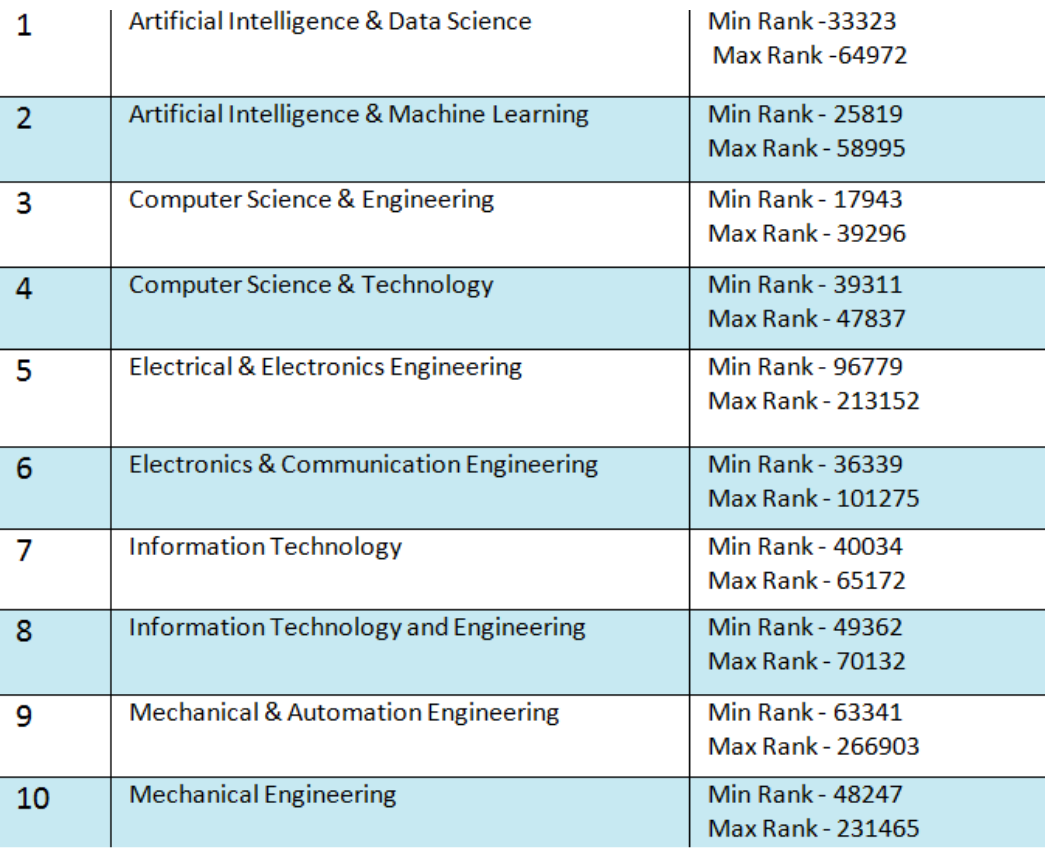 1 Artificial Intelligence & Data Science Min Rank -33323
Max Rank -64972
2 Artificial Intelligence & Machine Learning Min Rank - 25819
Max Rank - 58995
3 Computer Science & Engineering Min Rank - 17943
Max Rank - 39296
4 Computer Science & Technology Min Rank - 39311
Max Rank - 47837
5 Electrical & Electronics Engineering Min Rank - 96779
Max Rank - 213152
6 Electronics & Communication Engineering Min Rank - 36339
Max Rank - 101275
7 Information Technology Min Rank - 40034
Max Rank - 65172
8 Information Technology and Engineering Min Rank - 49362
Max Rank - 70132
9 Mechanical & Automation Engineering Min Rank - 63341
Max Rank - 266903
10 Mechanical Engineering Min Rank - 48247
Max Rank - 231465